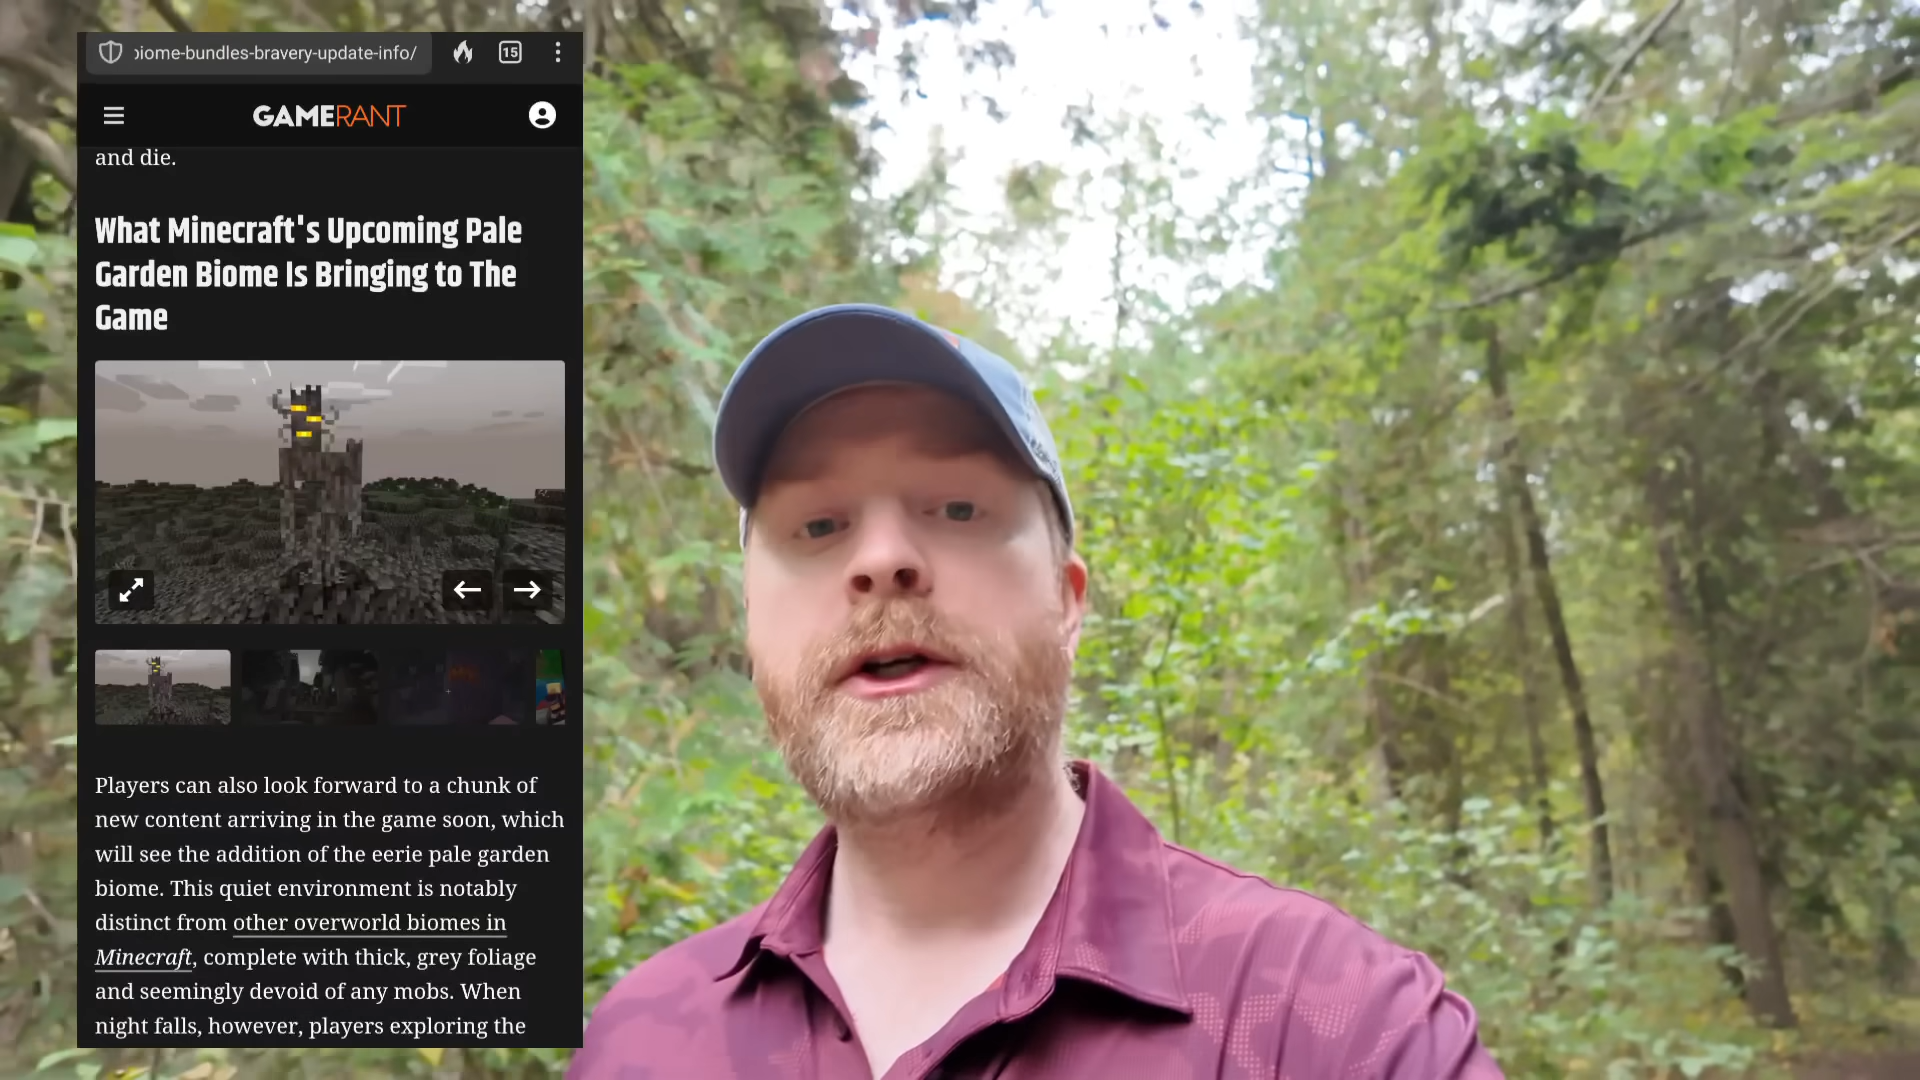 biome-bundles-bravery-update-info/
15
GAMERANT
and die.
What Minecraft's Upcoming Pale
Garden Biome Is Bringing to The
Game
Players can also look forward to a chunk of
new content arriving in the game soon, which
will see the addition of the eerie pale garden
biome. This quiet environment is notably
distinct from other overworld biomes in
Minecraft, complete with thick, grey foliage
and seemingly devoid of any mobs. When
night falls, however, players exploring the